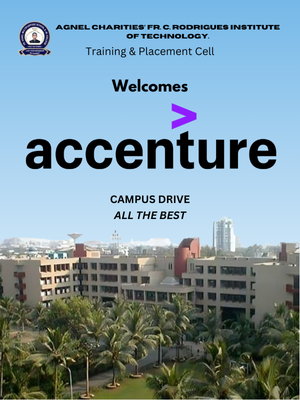 AGNEL CHARITIES' FR. C. RODRIGUES INSTITUTE
OF TECHNOLOGY.
Training & Placement Cell
Welcomes
>
accenture
CAMPUS DRIVE
ALL THE BEST